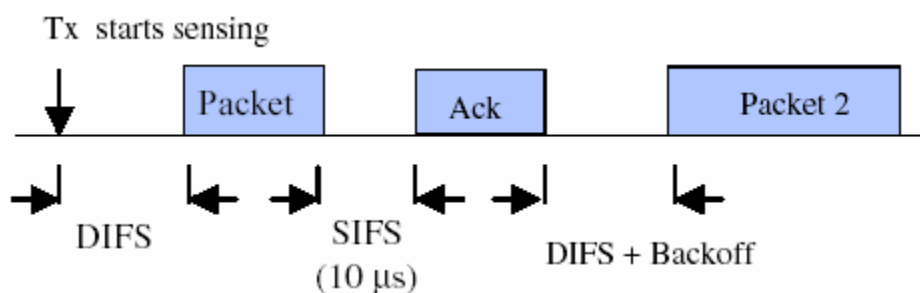 Tx starts sensing
Packet
Ack
Packet 2
DIFS
SIFS
(10 μs)
DIFS + Backoff